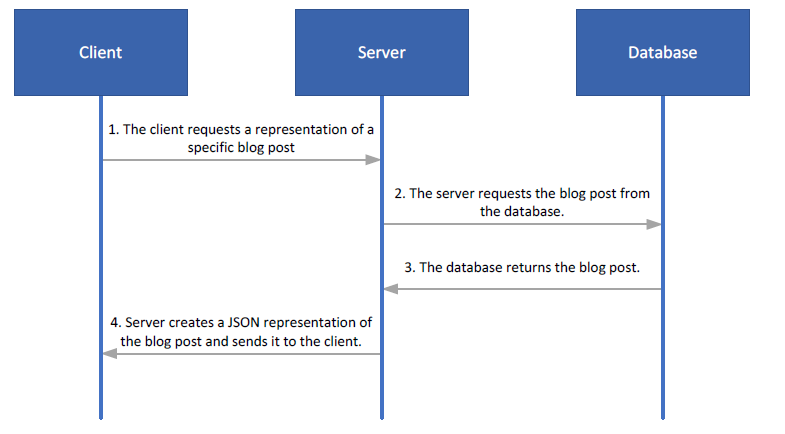 Client
Server
Database
1. The client requests a representation of a
specific blog post
2. The server requests the blog post from
the database.
3. The database returns the blog post.
4. Server creates a JSON representation of
the blog post and sends it to the client.